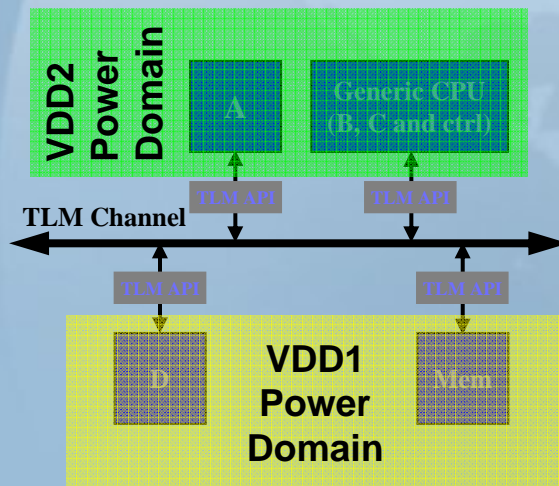 VDD2
Power
Domain
A
Generic CPU
(B, C and ctrl)
TLM API
TLM API
TLM Channel
TLM API
TLM API
D
VDD1
Power
Domain
Mem